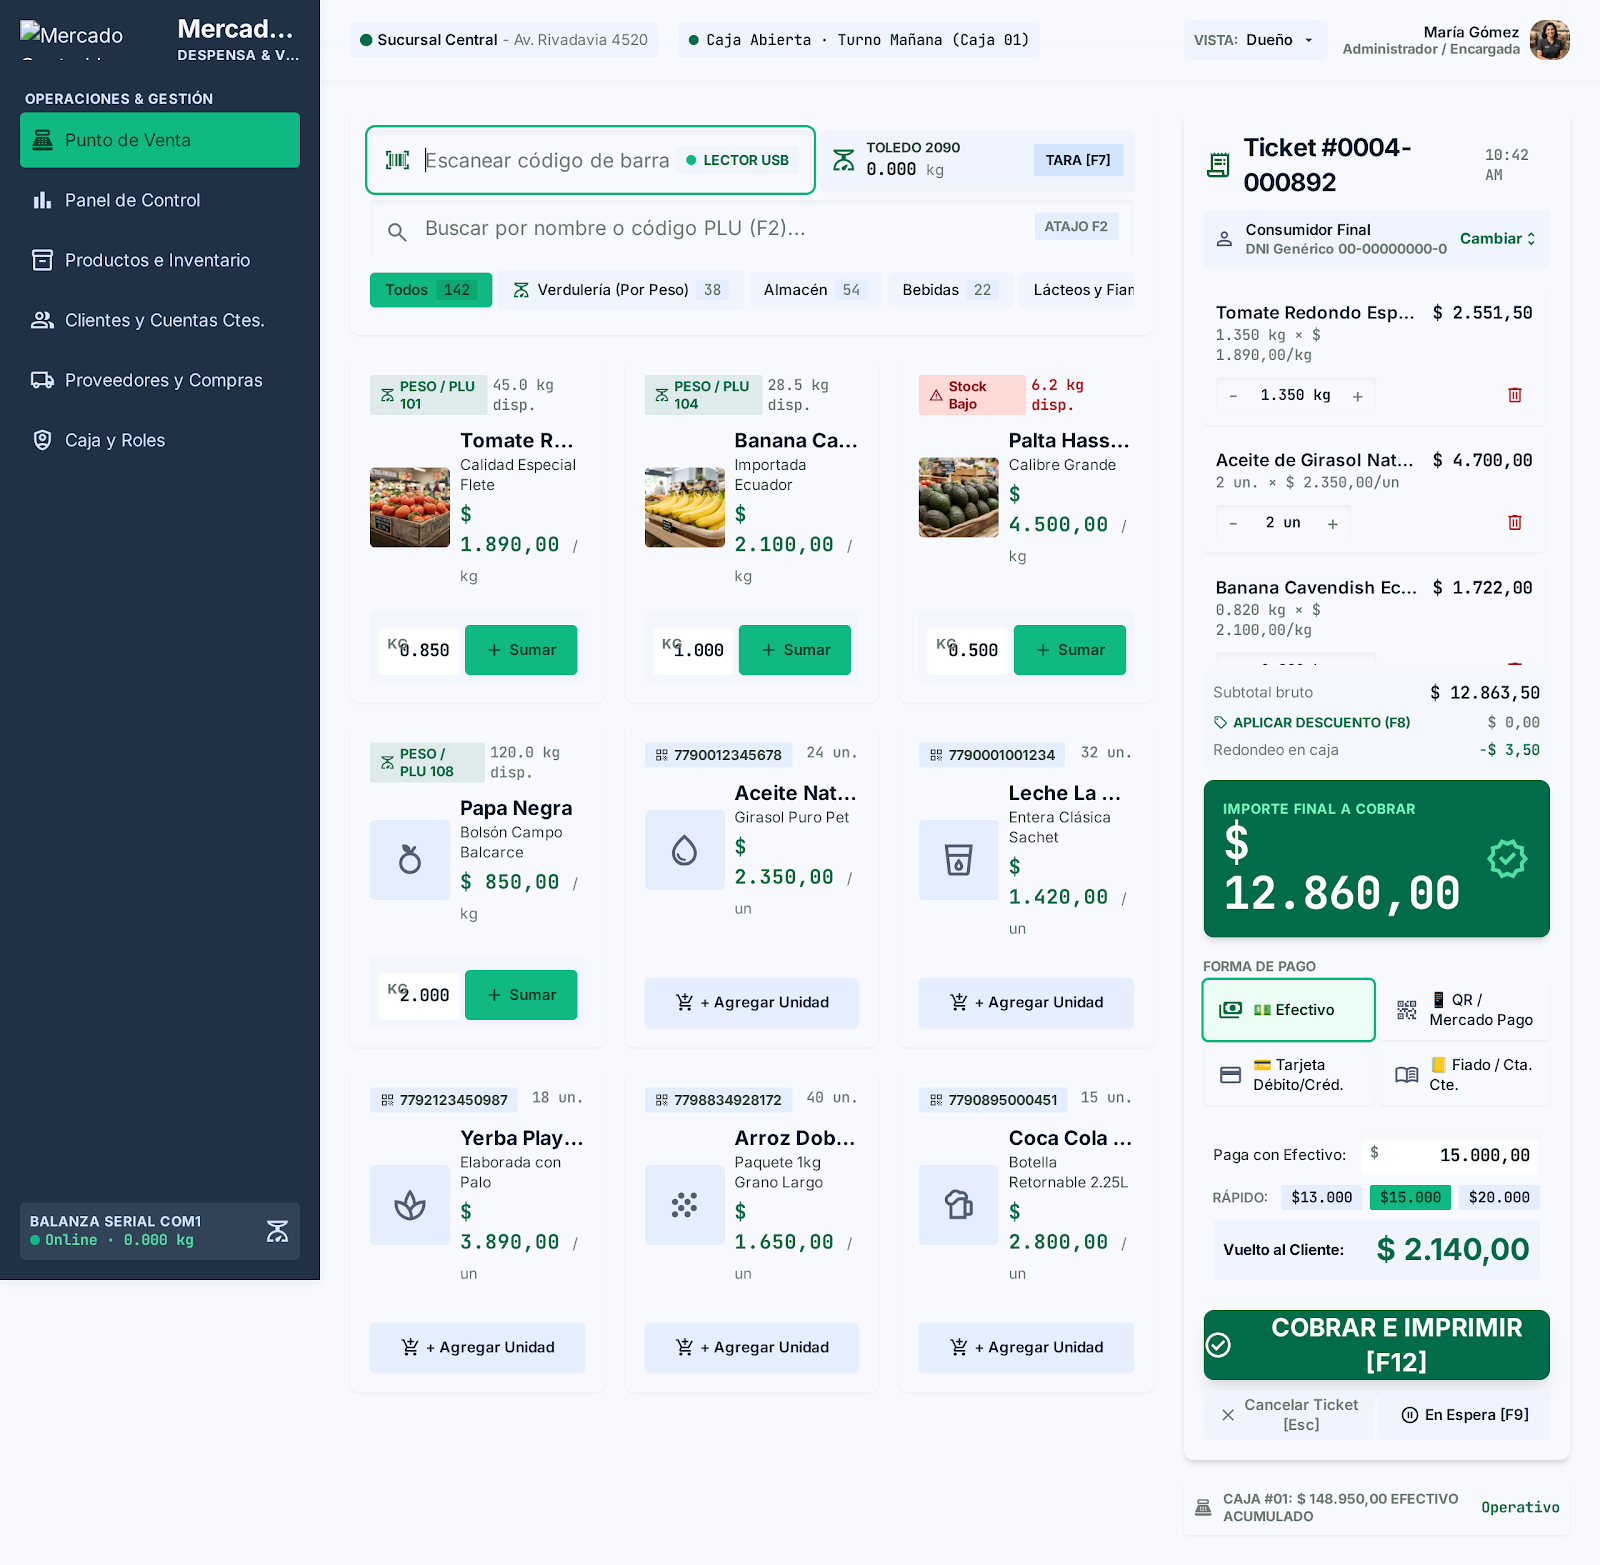 Mercado
Mercad...
DESPENSA & V...
OPERACIONES & GESTIÓN
Punto de Venta
Panel de Control
Productos e Inventario
Clientes y Cuentas Ctes.
Proveedores y Compras
Caja y Roles
BALANZA SERIAL COM1
Online · 0.000 kg
Sucursal Central - Av. Rivadavia 4520
Caja Abierta · Turno Mañana (Caja 01)
VISTA: Dueño
María Gómez
Administrador / Encargada
Escanear código de barra
LECTOR USB
TOLEDO 2090
0.000 kg
TARA [F7]
Buscar por nombre o código PLU (F2)...
ATAJO F2
Todos 142
Verdulería (Por Peso) 38
Almacén 54
Bebidas 22
Lácteos y Fian
PESO / PLU
101
45.0 kg
disp.
Tomate R...
Calidad Especial
Flete
$
1.890,00 /
kg
KG
0.850
+ Sumar
PESO / PLU
104
28.5 kg
disp.
Banana Ca...
Importada
Ecuador
$
2.100,00 /
kg
KG
1.000
+ Sumar
Stock
Bajo
6.2 kg
disp.
Palta Hass...
Calibre Grande
$
4.500,00 /
kg
KG
0.500
+ Sumar
PESO /
PLU 108
120.0 kg
disp.
Papa Negra
Bolsón Campo
Balcarce
$ 850,00 /
kg
KG
2.000
+ Sumar
7790012345678
24 un.
Aceite Nat...
Girasol Puro Pet
$
2.350,00 /
un
+ Agregar Unidad
7790001001234
32 un.
Leche La ...
Entera Clásica
Sachet
$
1.420,00 /
un
+ Agregar Unidad
7792123450987
18 un.
Yerba Play...
Elaborada con
Palo
$
3.890,00 /
un
+ Agregar Unidad
7798834928172
40 un.
Arroz Dob...
Paquete 1kg
Grano Largo
$
1.650,00 /
un
+ Agregar Unidad
7790895000451
15 un.
Coca Cola ...
Botella
Retornable 2.25L
$
2.800,00 /
un
+ Agregar Unidad
Ticket #0004-
000892
10:42
AM
Consumidor Final
DNI Genérico 00-00000000-0
Cambiar
Tomate Redondo Esp... $ 2.551,50
1.350 kg × $
1.890,00/kg
- 1.350 kg +
Aceite de Girasol Nat... $ 4.700,00
2 un. × $ 2.350,00/un
- 2 un +
Banana Cavendish Ec... $ 1.722,00
0.820 kg × $
2.100,00/kg
Subtotal bruto $ 12.863,50
APLICAR DESCUENTO (F8) $ 0,00
Redondeo en caja -$ 3,50
IMPORTE FINAL A COBRAR
$
12.860,00
FORMA DE PAGO
💵 Efectivo
📱 QR /
Mercado Pago
💳 Tarjeta
Débito/Créd.
📒 Fiado / Cta.
Cte.
Paga con Efectivo: $ 15.000,00
RÁPIDO: $13.000 $15.000 $20.000
Vuelto al Cliente: $ 2.140,00
COBRAR E IMPRIMIR
[F12]
Cancelar Ticket
[Esc]
En Espera [F9]
CAJA #01: $ 148.950,00 EFECTIVO
ACUMULADO
Operativo